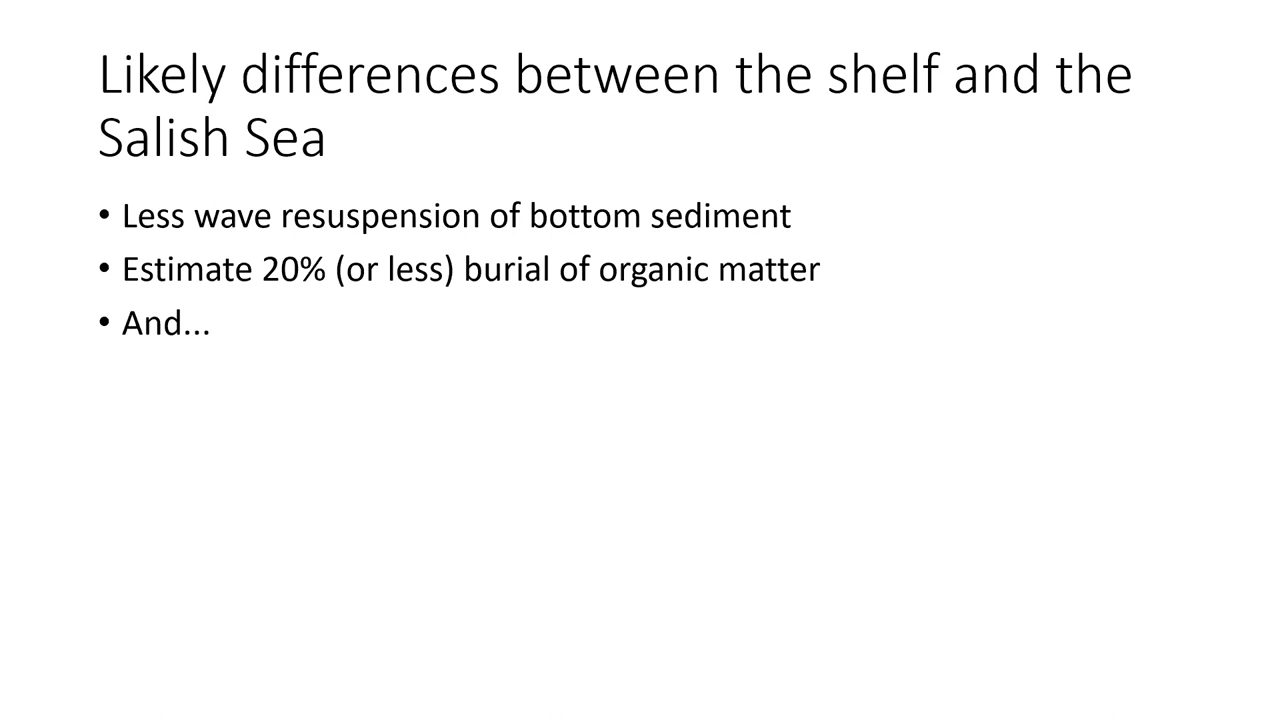 Likely differences between the shelf and the
Salish Sea
• Less wave resuspension of bottom sediment
• Estimate 20% (or less) burial of organic matter
• And...